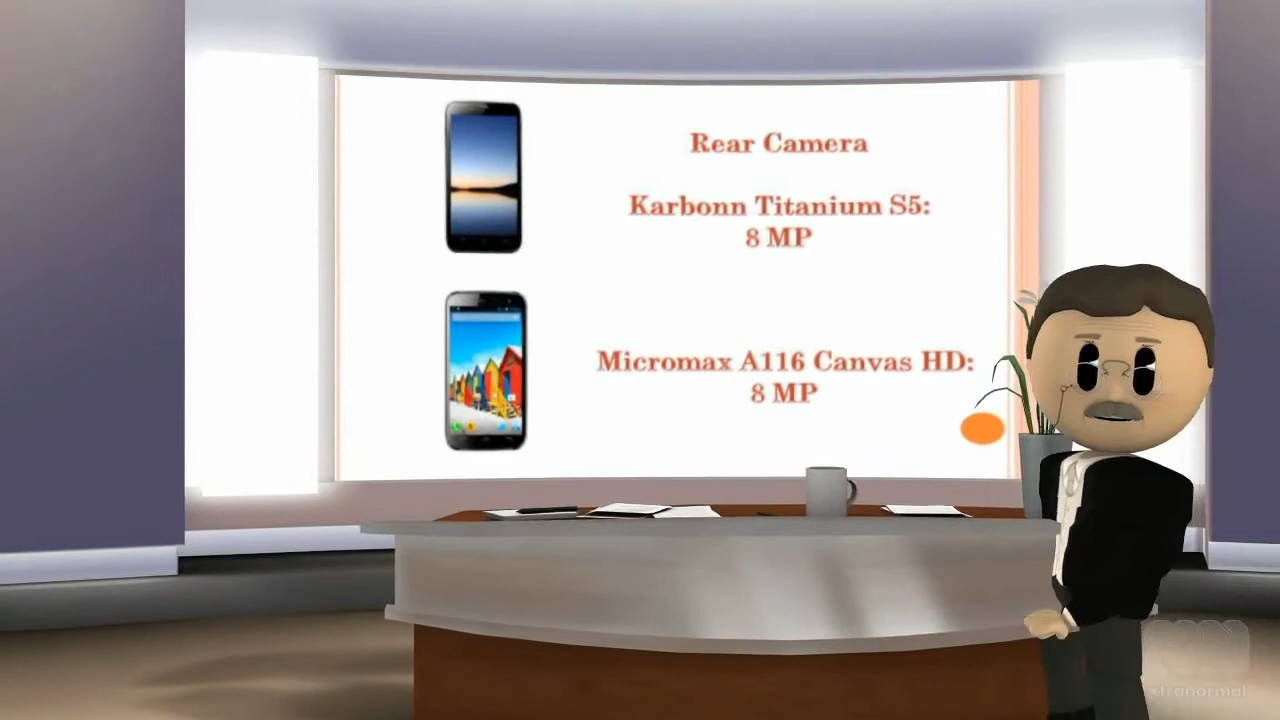 Rear Camera
Karbonn Titanium S5:
8 MP
Micromax A116 Canvas HD:
8 MP
xtranormal